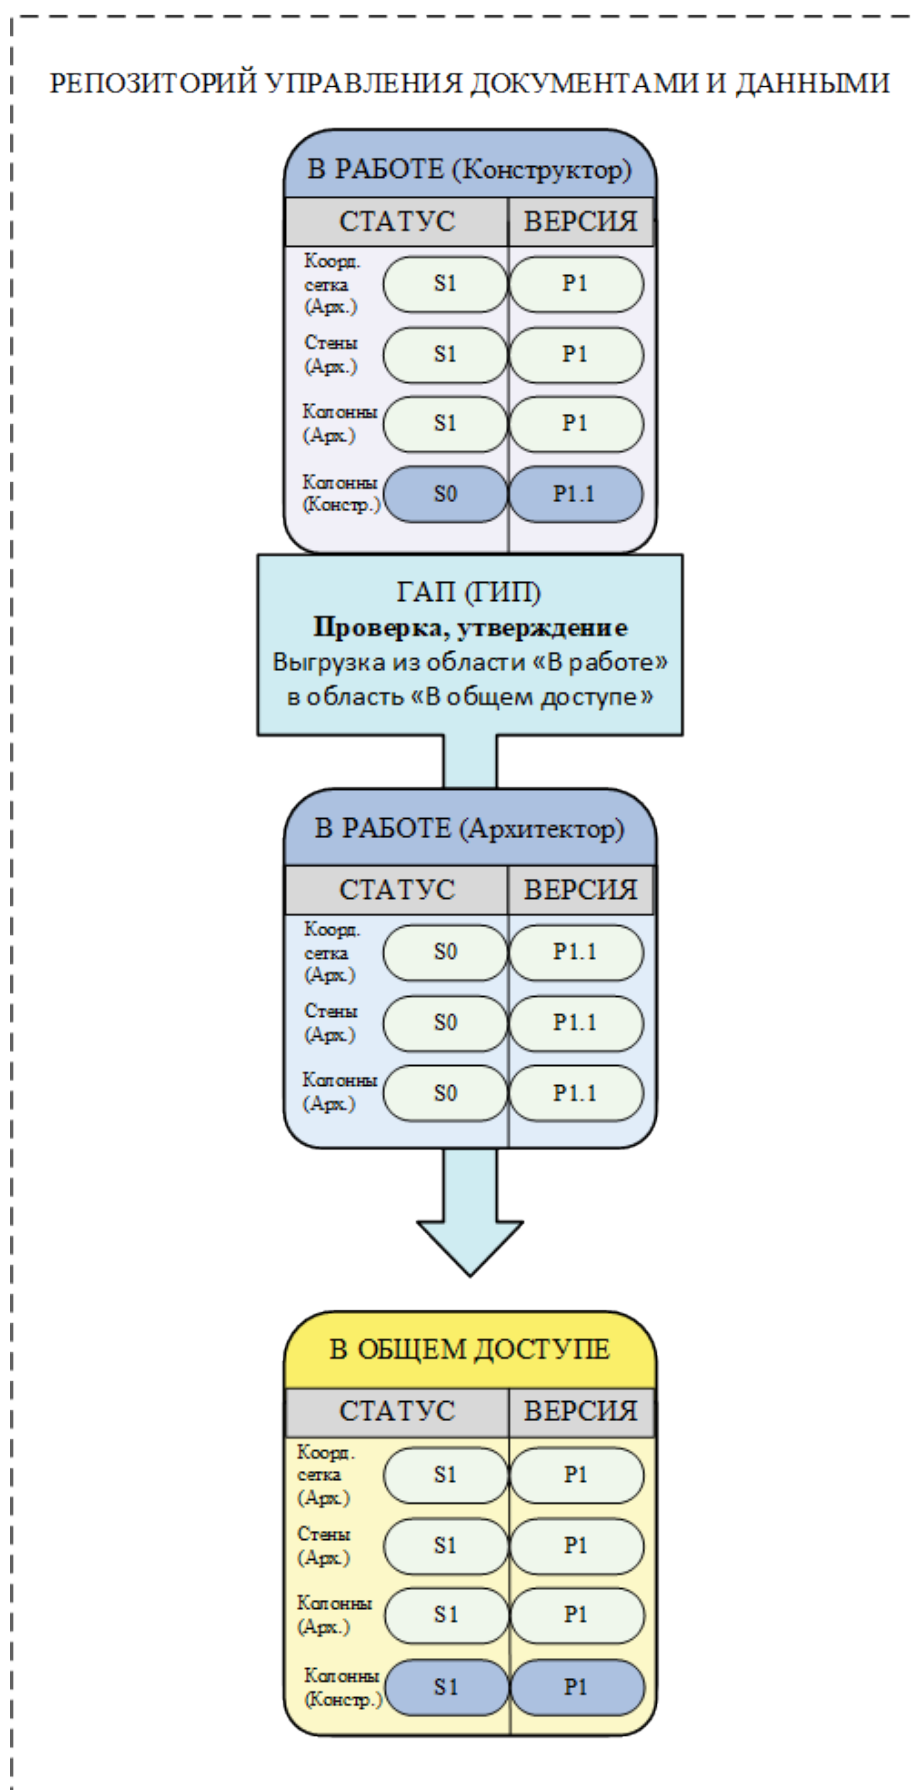 РЕПОЗИТОРИЙ УПРАВЛЕНИЯ ДОКУМЕНТАМИ И ДАННЫМИ
В РАБОТЕ (Конструктор)
СТАТУС ВЕРСИЯ
Коорд.
сетка
(Арх.)
S1 P1
Стены
(Арх.)
S1 P1
Колонны
(Арх.)
S1 P1
Колонны
(Констр.)
S0 P1.1
ГАП (ГИП)
Проверка, утверждение
Выгрузка из области «В работе»
в область «В общем доступе»
В РАБОТЕ (Архитектор)
СТАТУС ВЕРСИЯ
Коорд.
сетка
(Арх.)
S0 P1.1
Стены
(Арх.)
S0 P1.1
Колонны
(Арх.)
S0 P1.1
В ОБЩЕМ ДОСТУПЕ
СТАТУС ВЕРСИЯ
Коорд.
сетка
(Арх.)
S1 P1
Стены
(Арх.)
S1 P1
Колонны
(Арх.)
S1 P1
Колонны
(Констр.)
S1 P1